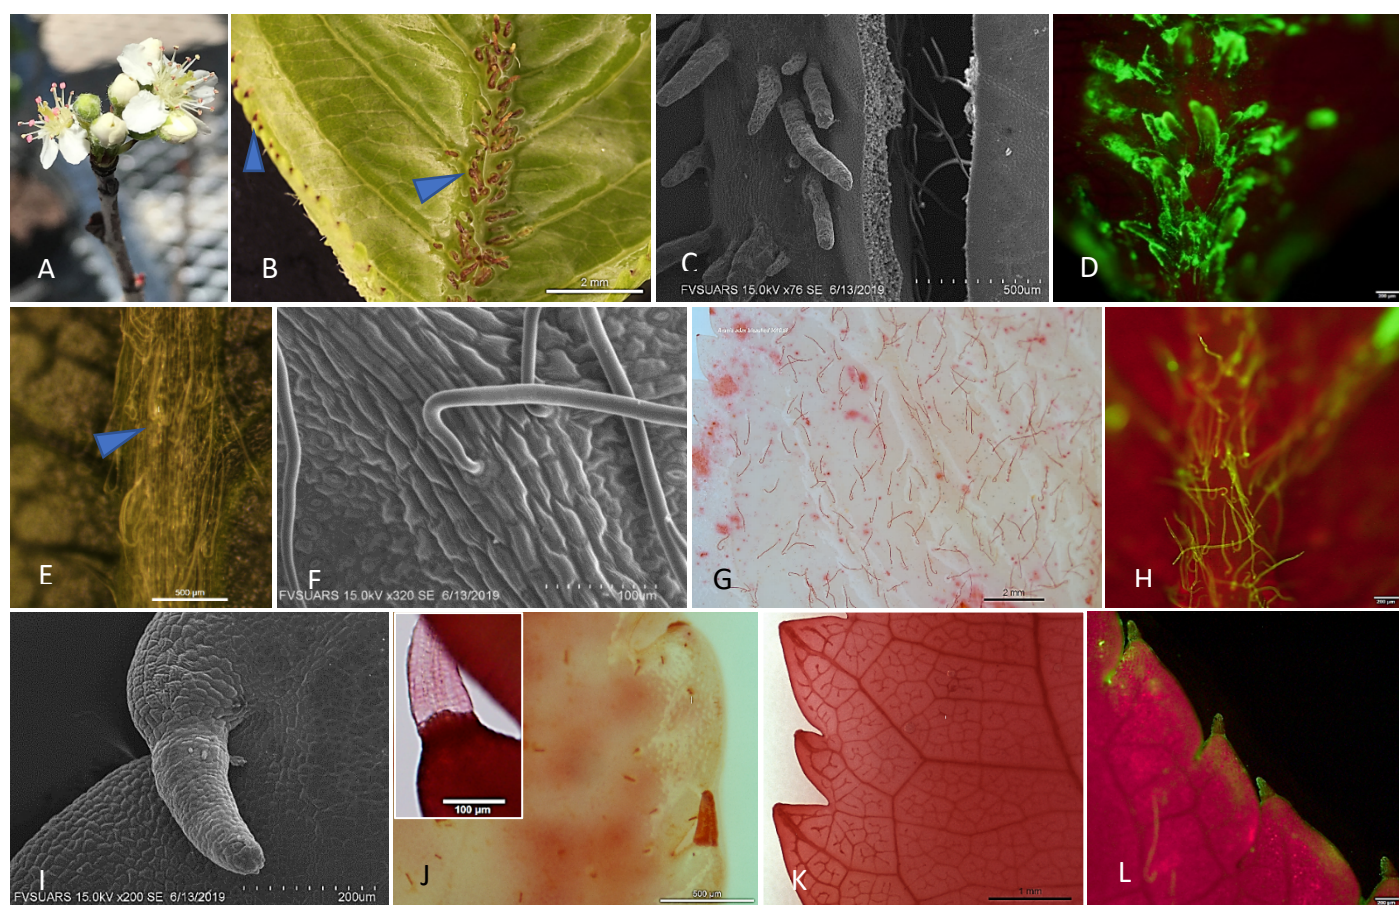 A
B
2 mm
C
FVSUARS 15.0kV x76 SE 6/13/2019
500um
D
E
500 µm
F
FVSUARS 15.0kV x320 SE 6/13/2019
100um
G
2 mm
H
I
FVSUARS 15.0kV x200 SE 6/13/2019
200um
100 µm
J
500 µm
K
1 mm
L